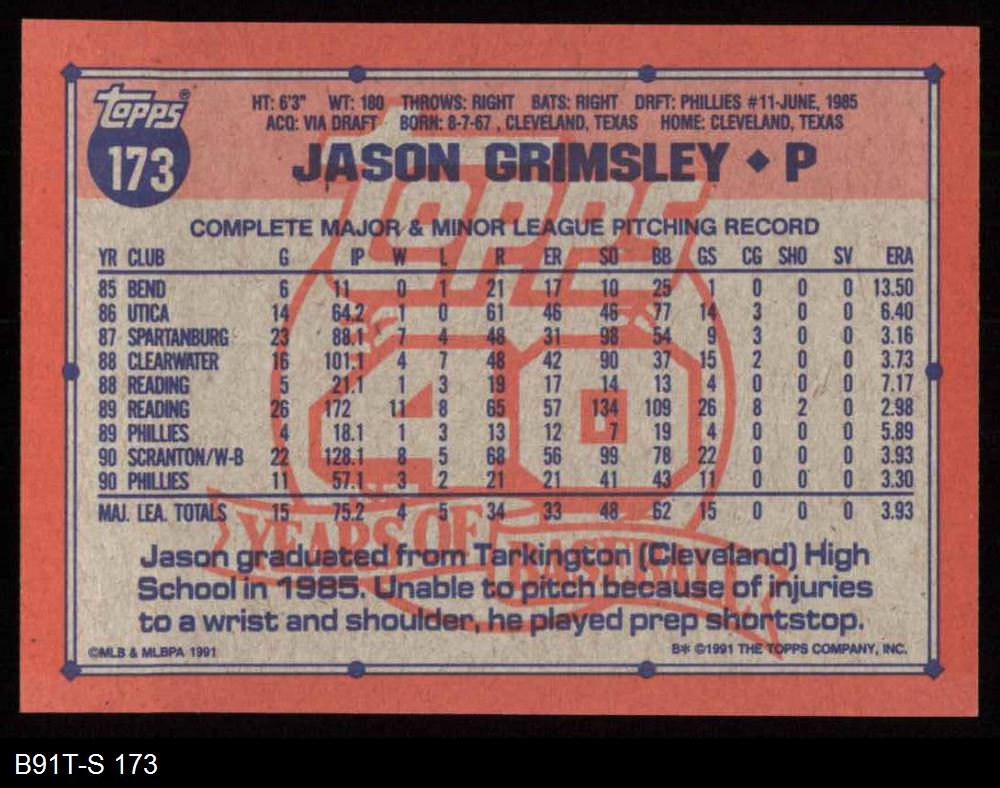 topps®
173
HT: 6'3" WT: 180 THROWS: RIGHT BATS: RIGHT DRFT: PHILLIES #11-JUNE, 1985
ACQ: VIA DRAFT BORN: 8-7-67 , CLEVELAND, TEXAS HOME: CLEVELAND, TEXAS
JASON GRIMSLEY ◆ P
topps
40
YEARS OF
BASEBALL
COMPLETE MAJOR & MINOR LEAGUE PITCHING RECORD
YR CLUB G IP W L R ER SO BB GS CG SHO SV ERA
85 BEND 6 11 0 1 21 17 10 25 1 0 0 0 13.50
86 UTICA 14 64.2 1 0 61 46 46 77 14 3 0 0 6.40
87 SPARTANBURG 23 88.1 7 4 48 31 98 54 9 3 0 0 3.16
88 CLEARWATER 16 101.1 4 7 48 42 90 37 15 2 0 0 3.73
88 READING 5 21.1 1 3 19 17 14 13 4 0 0 0 7.17
89 READING 26 172 11 8 65 57 134 109 26 8 2 0 2.98
89 PHILLIES 4 18.1 1 3 13 12 7 19 4 0 0 0 5.89
90 SCRANTON/W-B 22 128.1 8 5 68 56 99 78 22 0 0 0 3.93
90 PHILLIES 11 57.1 3 2 21 21 41 43 11 0 0 0 3.30
MAJ. LEA. TOTALS 15 75.2 4 5 34 33 48 62 15 0 0 0 3.93
Jason graduated from Tarkington (Cleveland) High
School in 1985. Unable to pitch because of injuries
to a wrist and shoulder, he played prep shortstop.
©MLB & MLBPA 1991 B* ©1991 THE TOPPS COMPANY, INC.
B91T-S 173